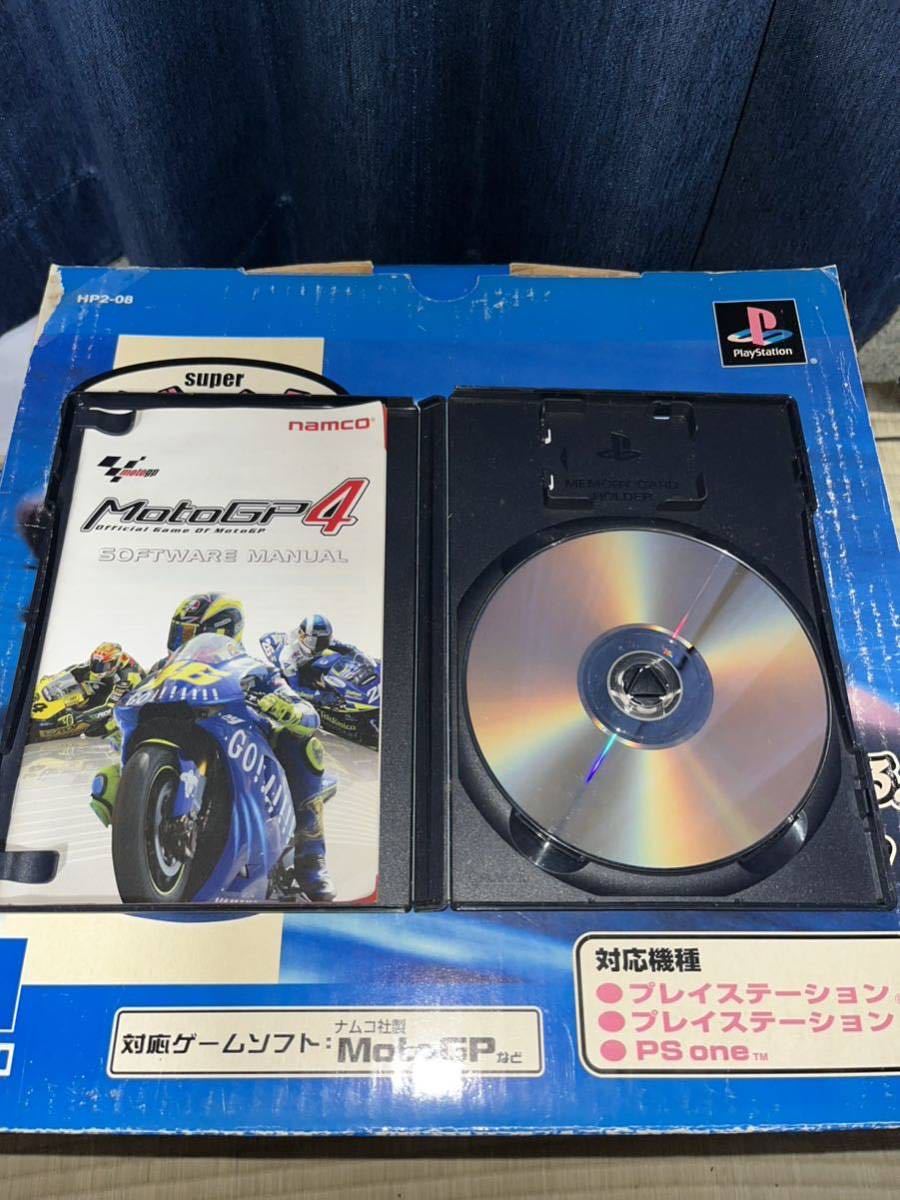 HP2-08
PlayStation
super
namco
motogp
MotoGP4
Official Game Of MotoGP
SOFTWARE MANUAL
MEMORY CARD
HOLDER
GO!!!!!!!
YAMAHA
対応ゲームソフト:
ナムコ社製
MotoGPなど
対応機種
●プレイステーション
●プレイステーション
●PS one™